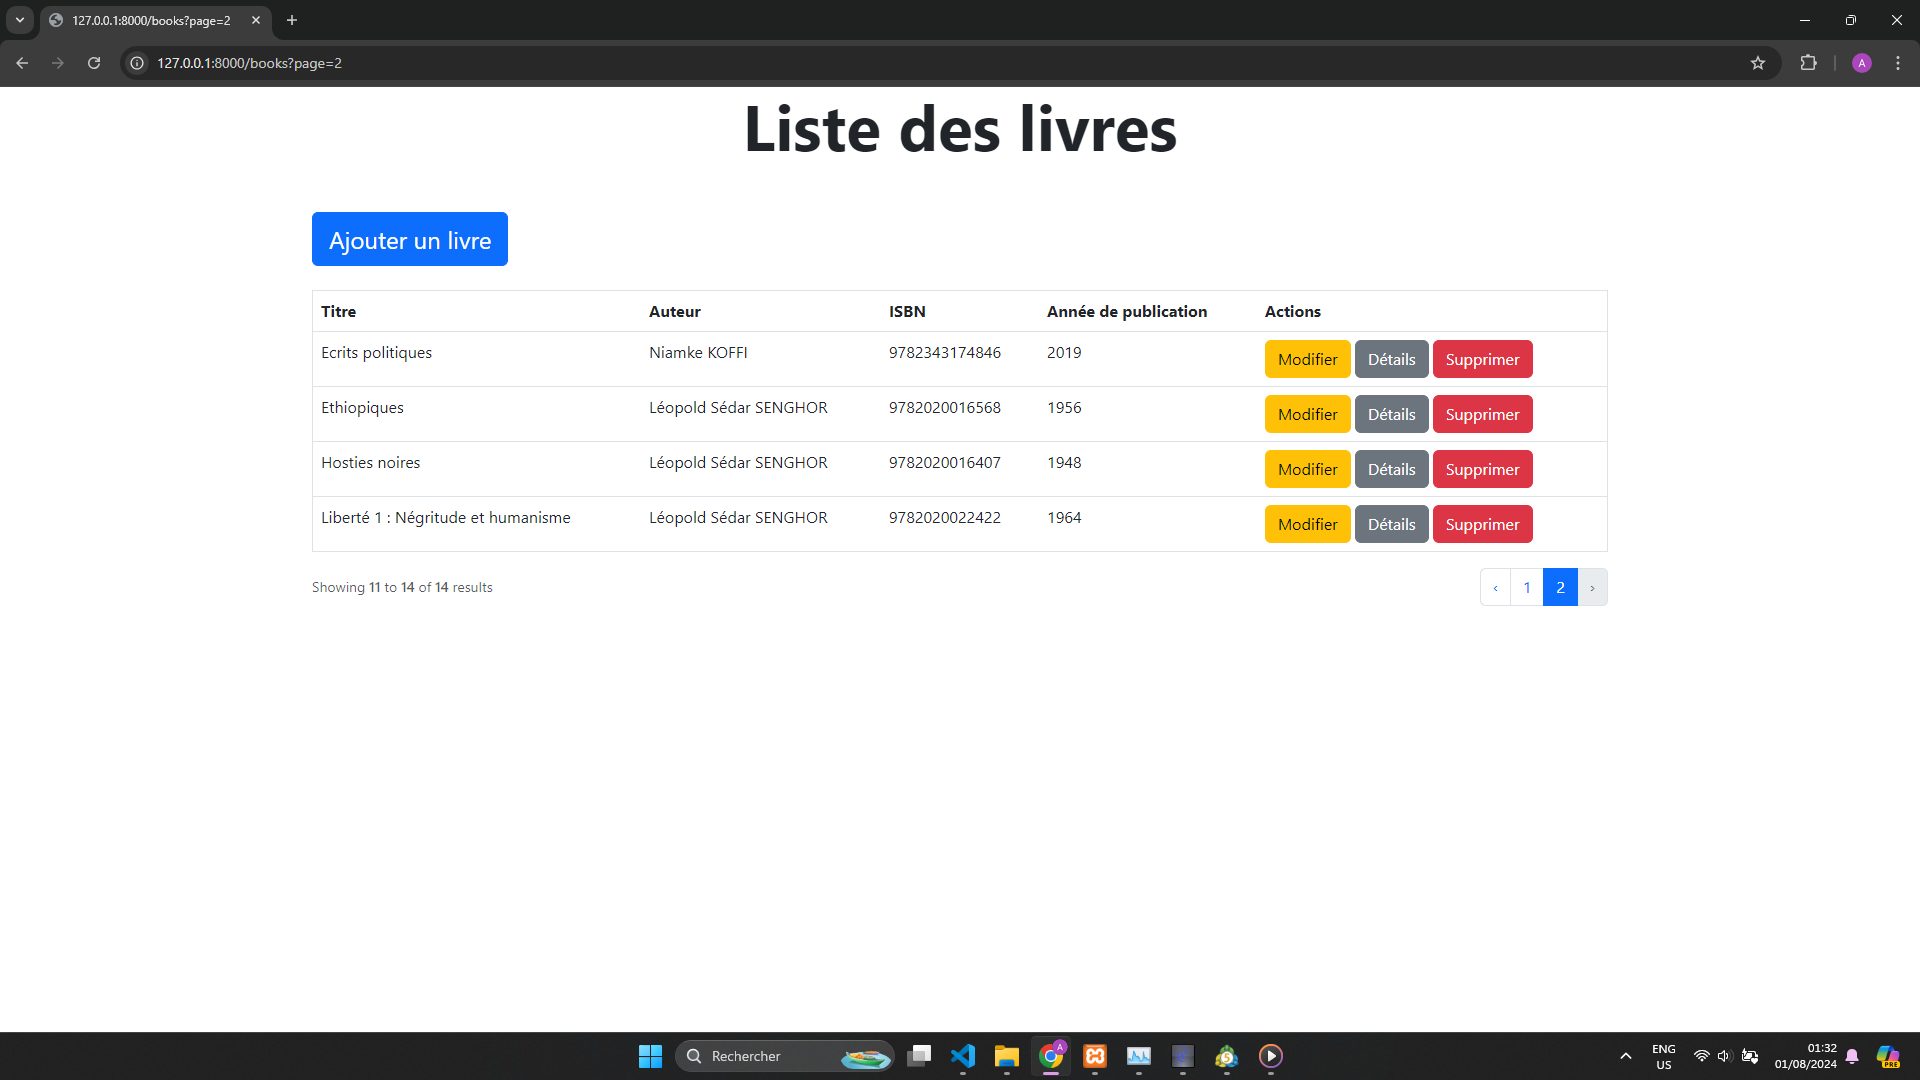 127.0.0.1:8000/books?page=2
127.0.0.1:8000/books?page=2
A
Liste des livres
Ajouter un livre
Titre Auteur ISBN Année de publication Actions
Ecrits politiques Niamke KOFFI 9782343174846 2019 Modifier Détails Supprimer
Ethiopiques Léopold Sédar SENGHOR 9782020016568 1956 Modifier Détails Supprimer
Hosties noires Léopold Sédar SENGHOR 9782020016407 1948 Modifier Détails Supprimer
Liberté 1 : Négritude et humanisme Léopold Sédar SENGHOR 9782020022422 1964 Modifier Détails Supprimer
Showing 11 to 14 of 14 results ‹ 1 2 ›
Rechercher
A
ENG
US
01:32
01/08/2024
PRE